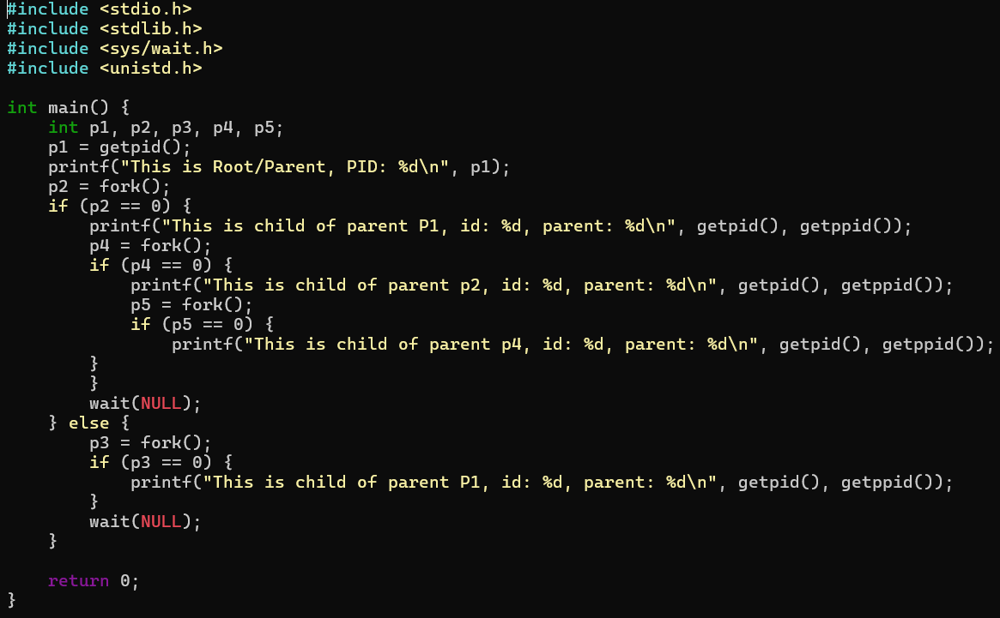 #include <stdio.h>
#include <stdlib.h>
#include <sys/wait.h>
#include <unistd.h>

int main() {
    int p1, p2, p3, p4, p5;
    p1 = getpid();
    printf("This is Root/Parent, PID: %d\n", p1);
    p2 = fork();
    if (p2 == 0) {
        printf("This is child of parent P1, id: %d, parent: %d\n", getpid(), getppid());
        p4 = fork();
        if (p4 == 0) {
            printf("This is child of parent p2, id: %d, parent: %d\n", getpid(), getppid());
            p5 = fork();
            if (p5 == 0) {
                printf("This is child of parent p4, id: %d, parent: %d\n", getpid(), getppid());
        }
        }
        wait(NULL);
    } else {
        p3 = fork();
        if (p3 == 0) {
            printf("This is child of parent P1, id: %d, parent: %d\n", getpid(), getppid());
        }
        wait(NULL);
    }

    return 0;
}